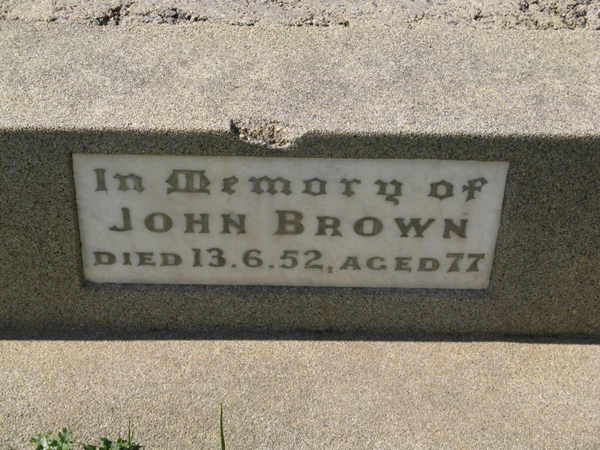 In Memory of
JOHN BROWN
DIED 13.6.52, AGED 77